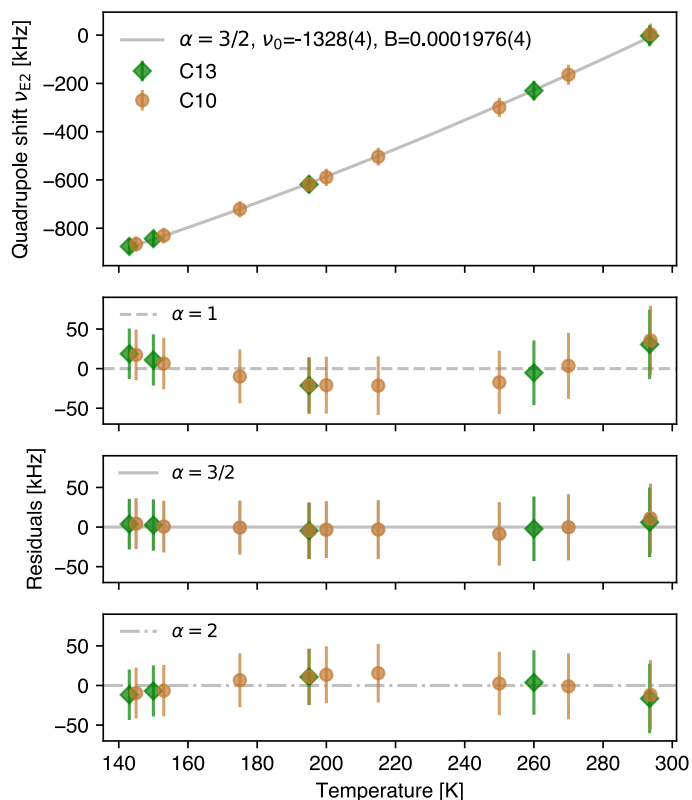 Quadrupole shift ν_E2 [kHz]
0
−200
−400
−600
−800
α = 3/2, ν₀=-1328(4), B=0.0001976(4)
C13
C10
50
0
−50
α = 1
Residuals [kHz]
50
0
−50
α = 3/2
50
0
−50
α = 2
140 160 180 200 220 240 260 280 300
Temperature [K]